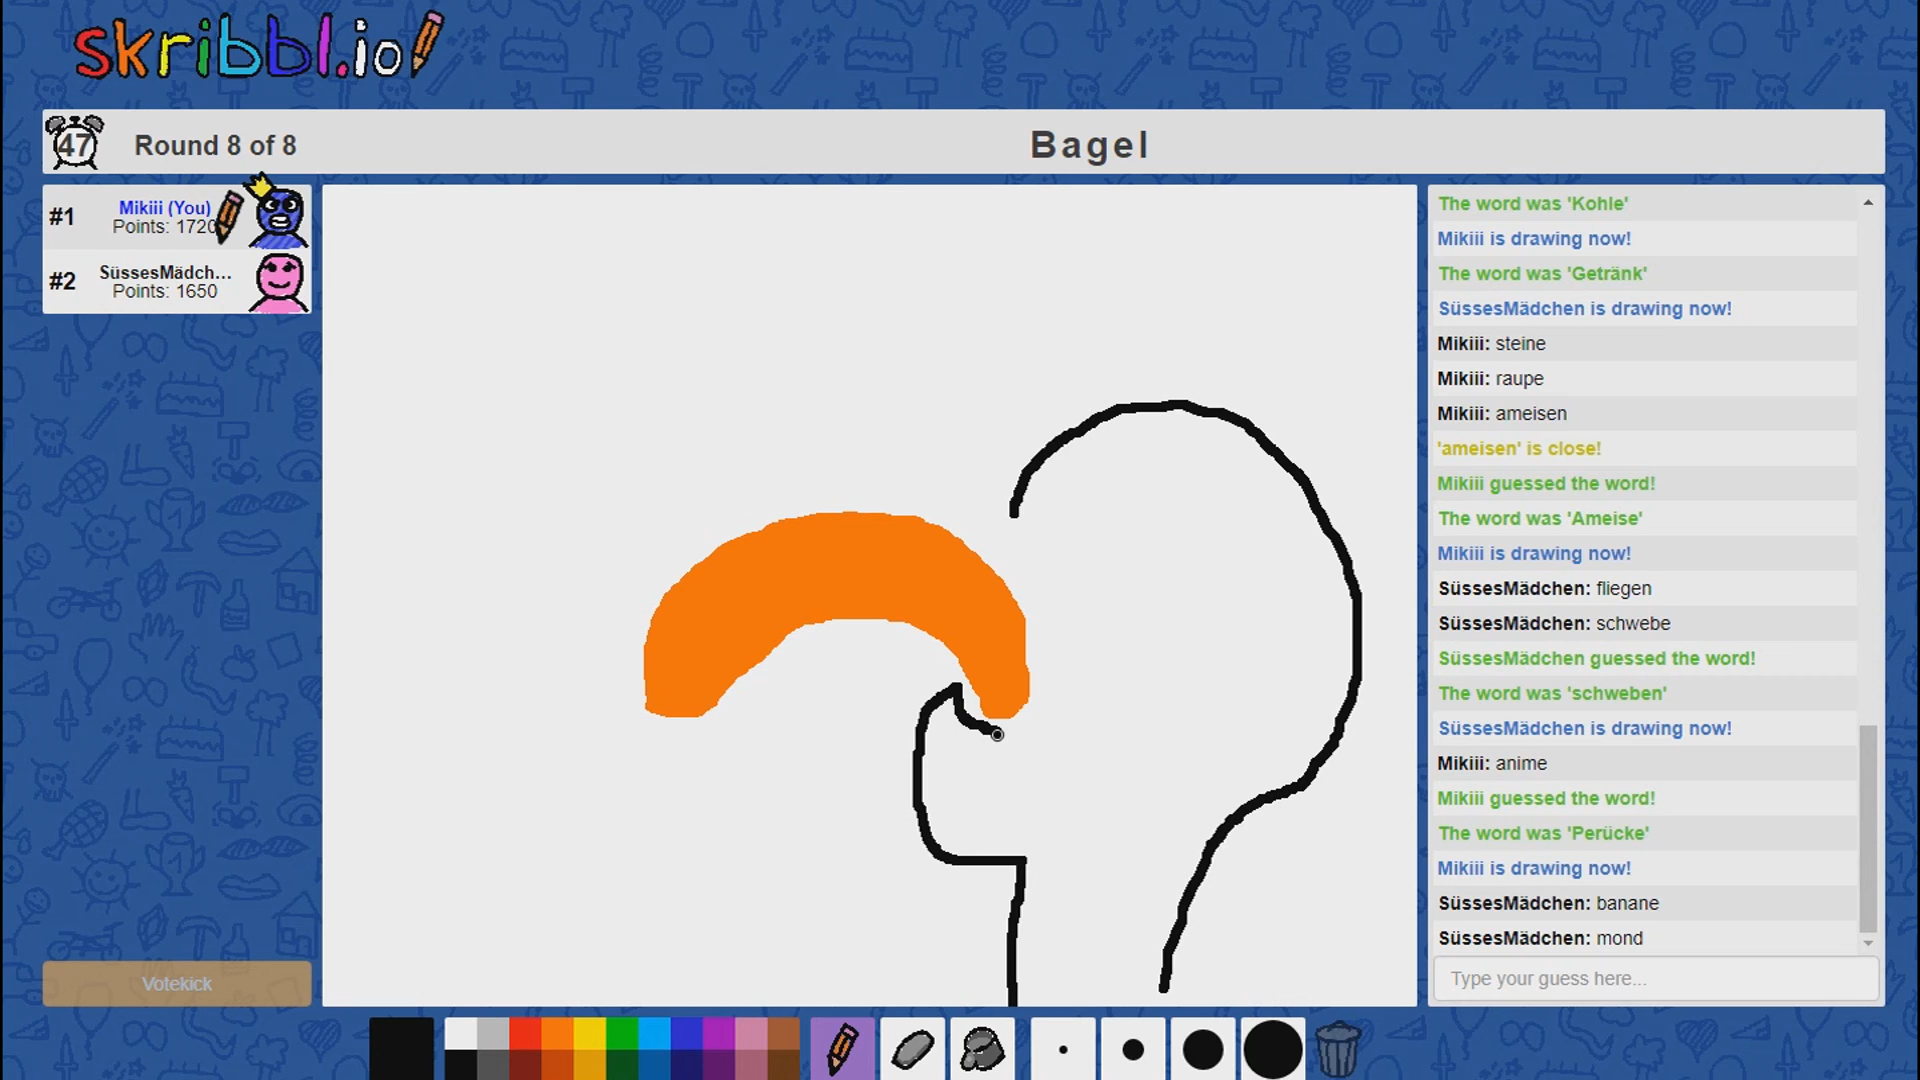 skribbl.io
47
Round 8 of 8
Bagel
#1
Mikiii (You)
Points: 1720
#2
SüssesMädch...
Points: 1650
The word was 'Kohle'
Mikiii is drawing now!
The word was 'Getränk'
SüssesMädchen is drawing now!
Mikiii: steine
Mikiii: raupe
Mikiii: ameisen
'ameisen' is close!
Mikiii guessed the word!
The word was 'Ameise'
Mikiii is drawing now!
SüssesMädchen: fliegen
SüssesMädchen: schwebe
SüssesMädchen guessed the word!
The word was 'schweben'
SüssesMädchen is drawing now!
Mikiii: anime
Mikiii guessed the word!
The word was 'Perücke'
Mikiii is drawing now!
SüssesMädchen: banane
SüssesMädchen: mond
Type your guess here...
Votekick